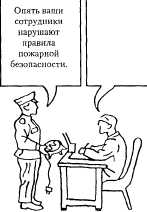 Опять ваши
сотрудники
нарушают
правила
пожарной
безопасности.